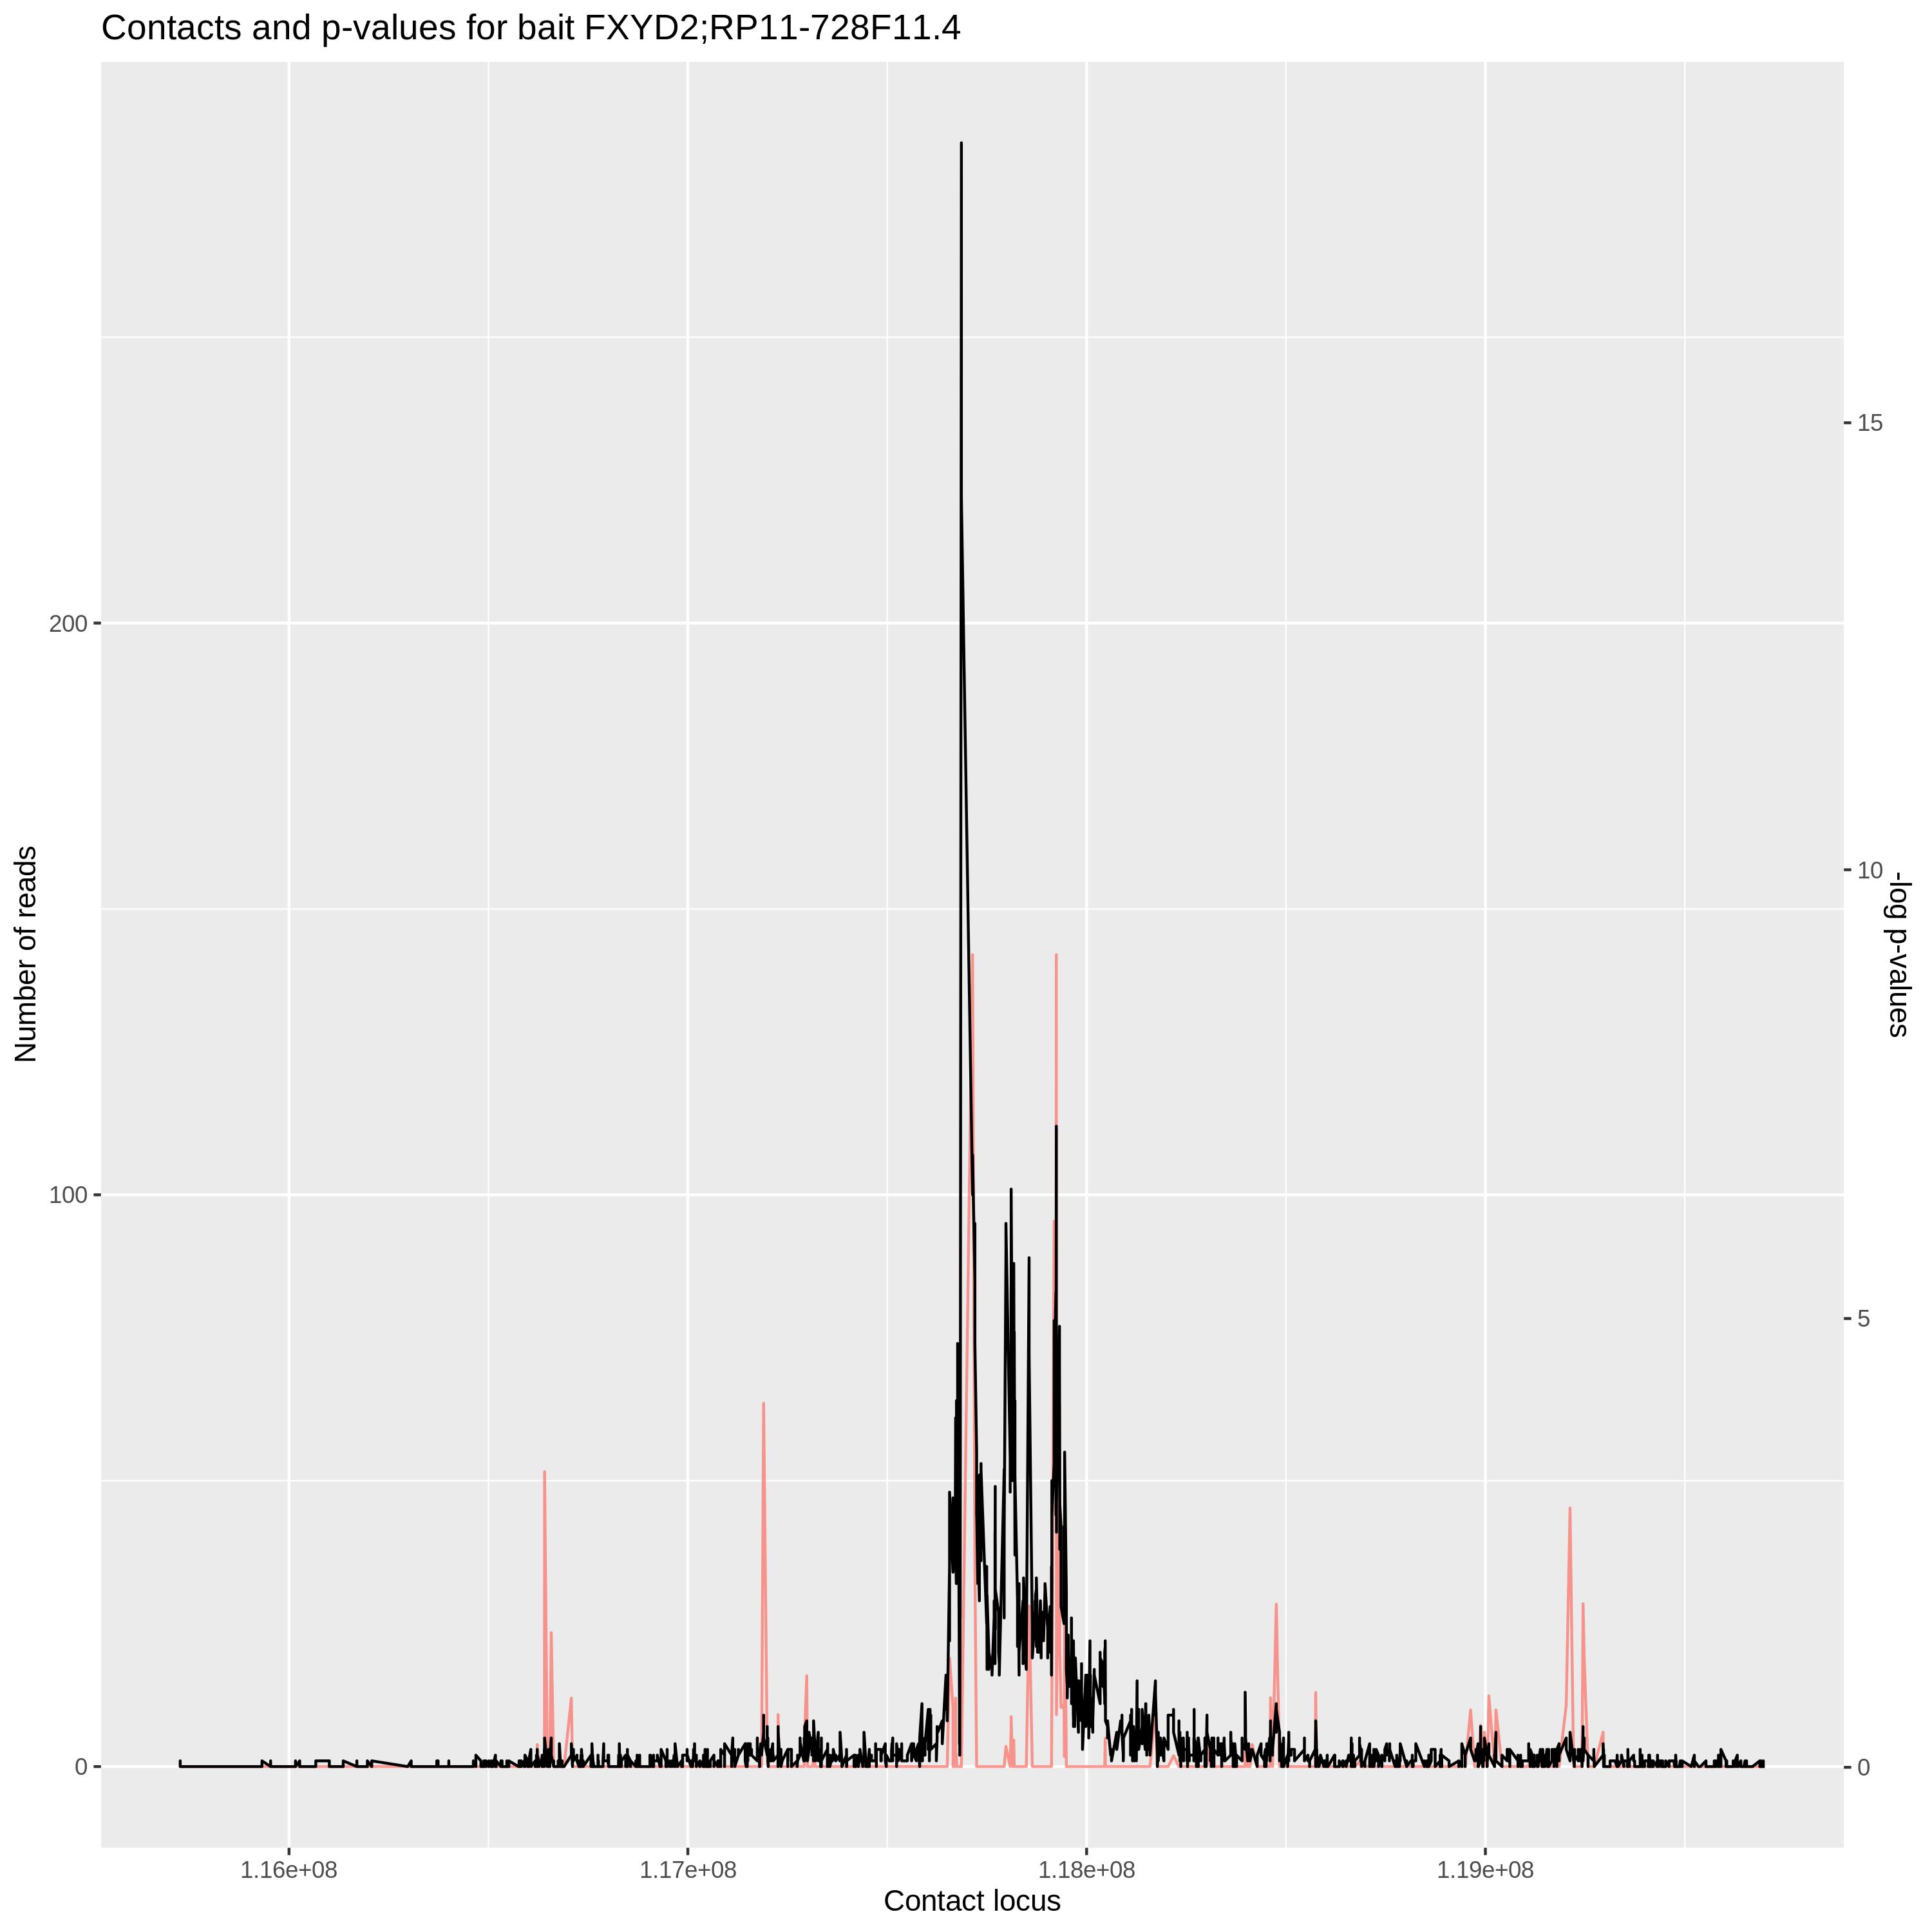 Contacts and p-values for bait FXYD2;RP11-728F11.4
Number of reads
200
100
0
15
10
5
0
-log p-values
1.16e+08
1.17e+08
1.18e+08
1.19e+08
Contact locus